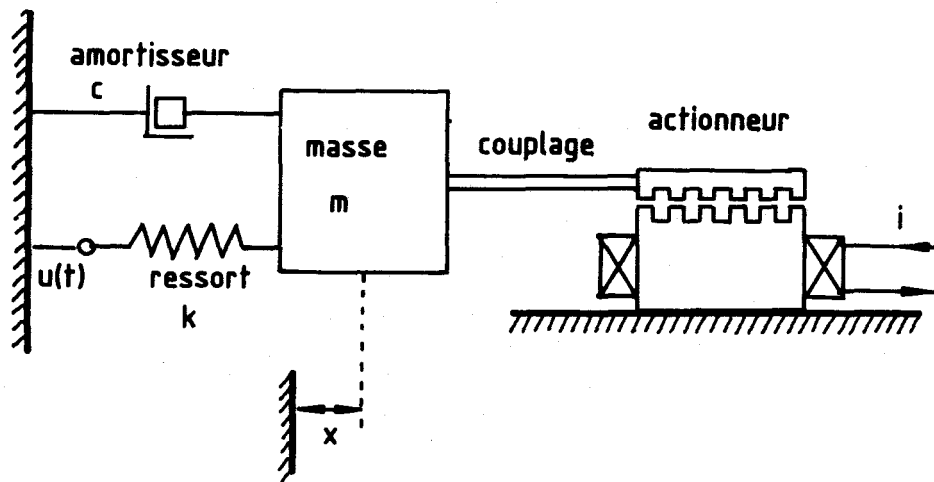 amortisseur
c
masse
m
couplage
actionneur
i
u(t)
ressort
k
x